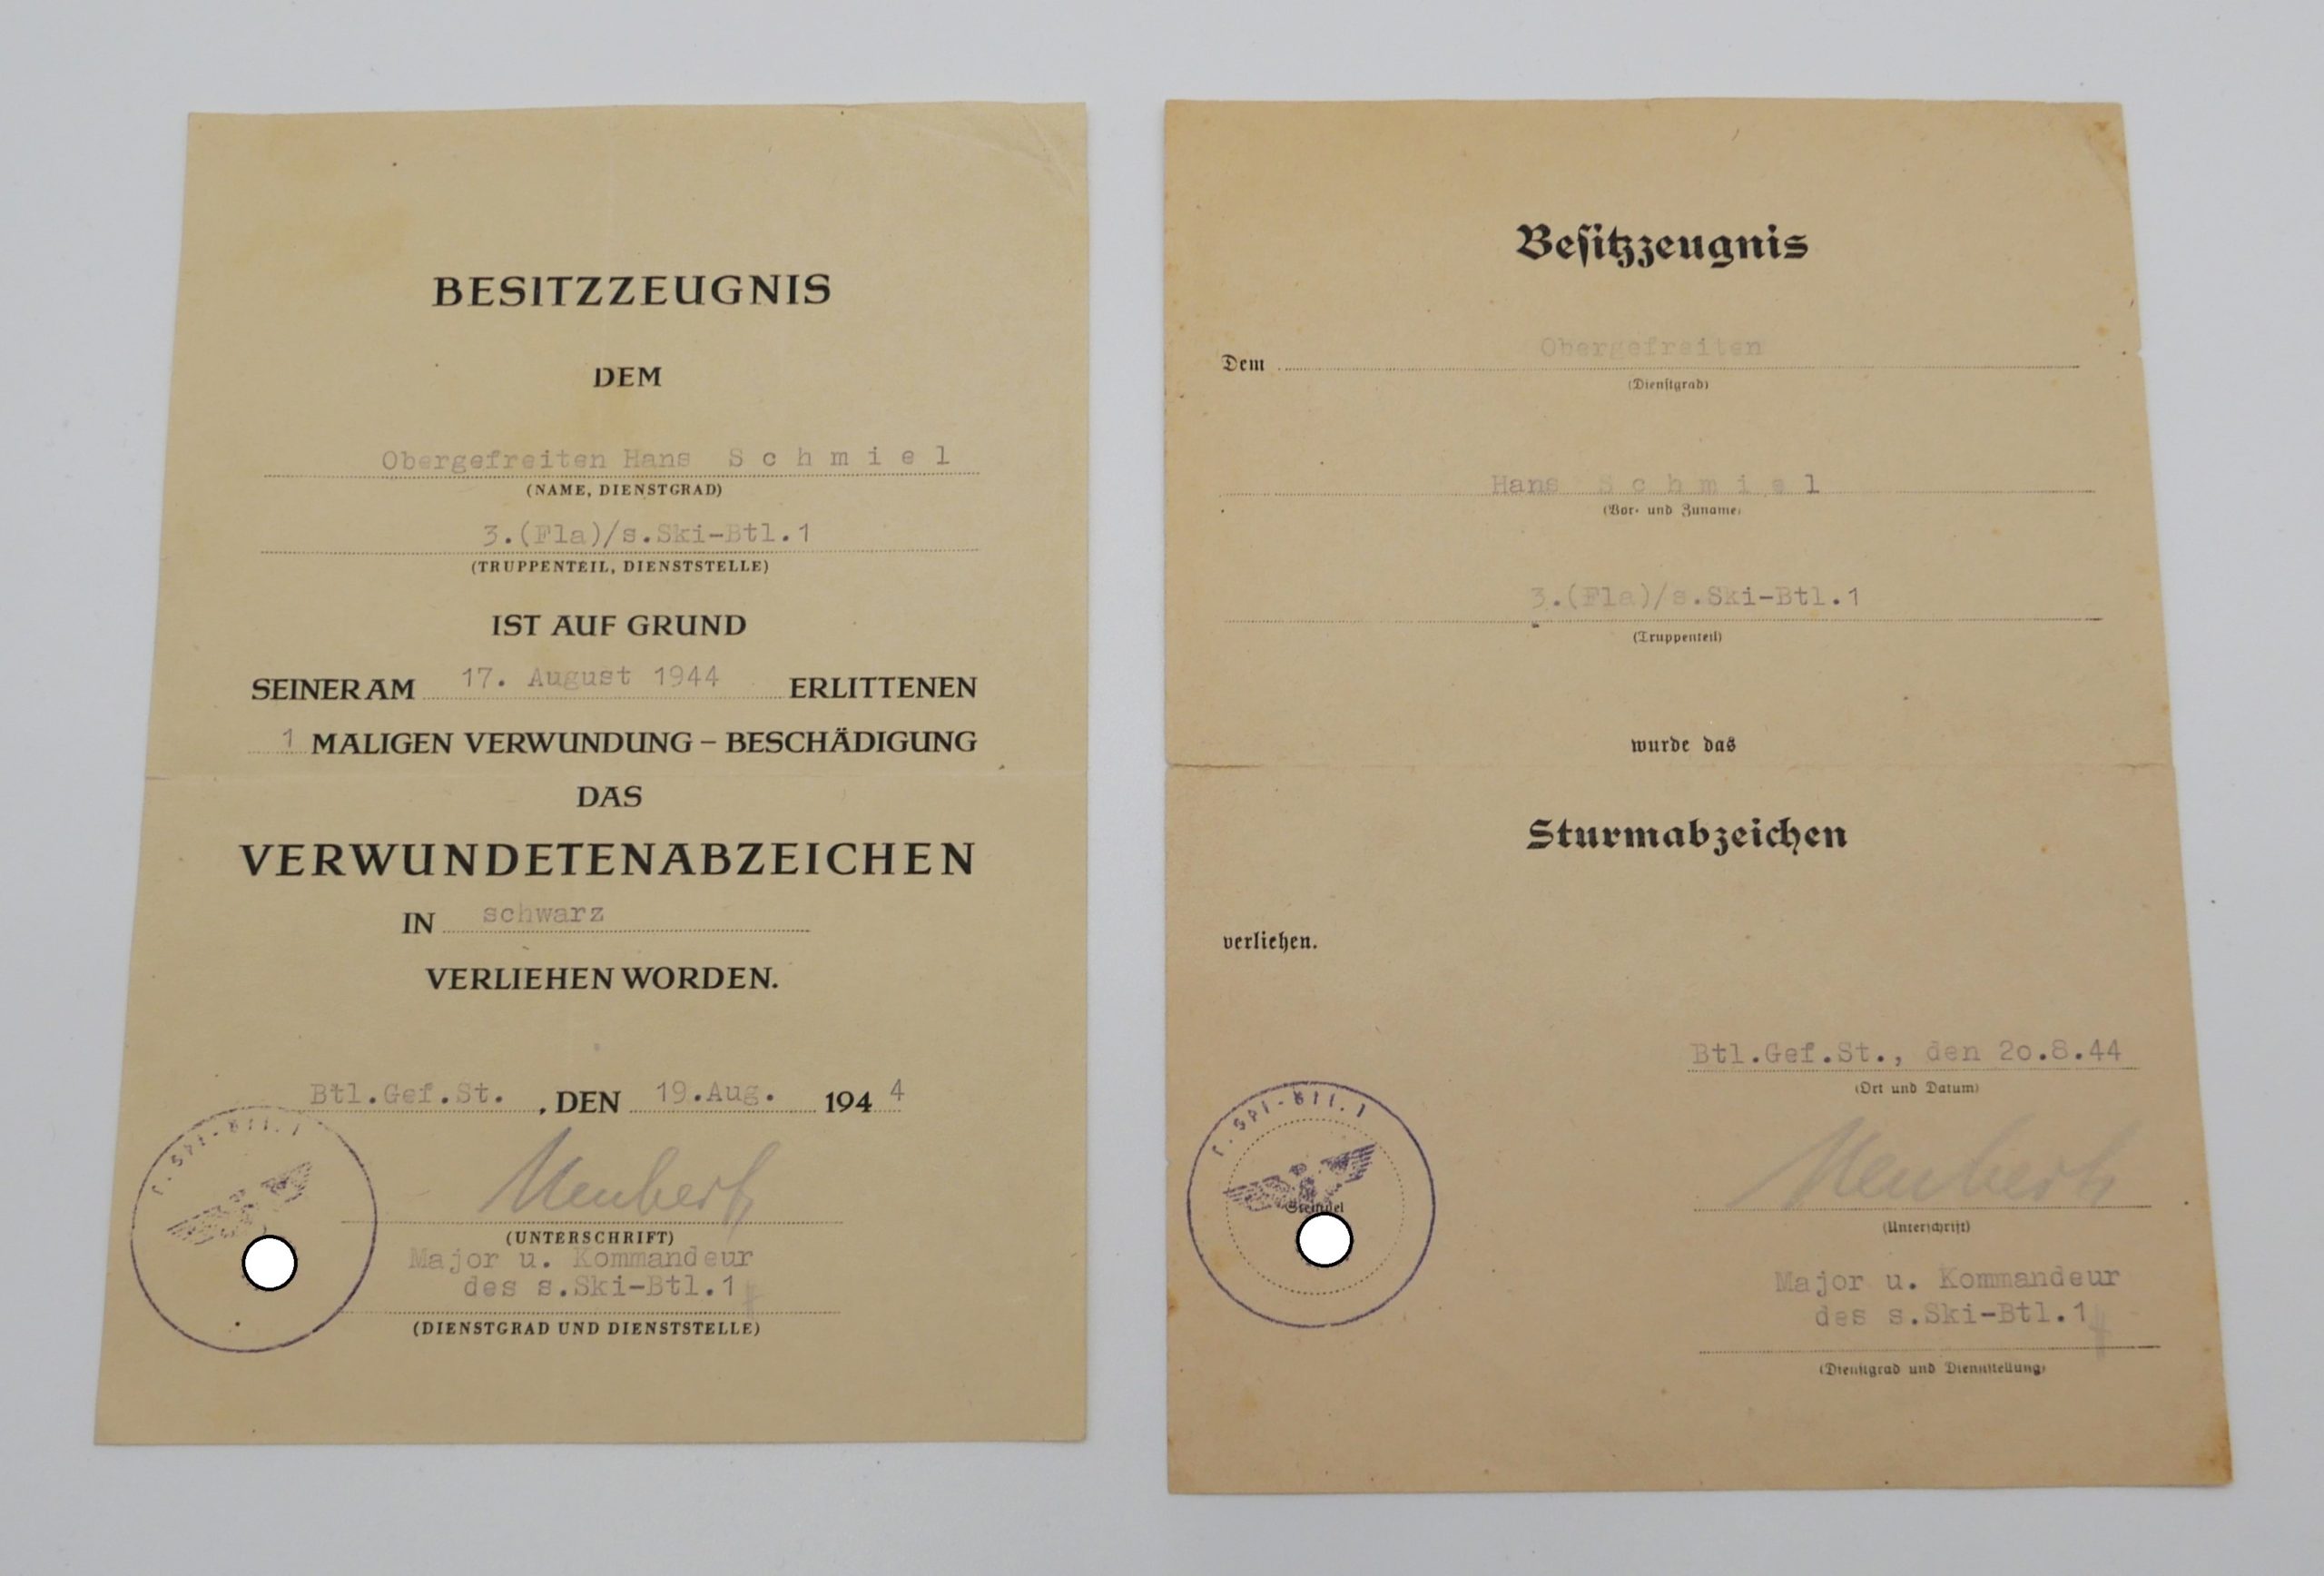 BESITZZEUGNIS
DEM
Obergefreiten Hans S c h m i e l
(NAME, DIENSTGRAD)
3.(Fla)/s.Ski-Btl.1
(TRUPPENTEIL, DIENSTSTELLE)
IST AUF GRUND
SEINER AM 17. August 1944 ERLITTENEN
1 MALIGEN VERWUNDUNG – BESCHÄDIGUNG
DAS
VERWUNDETENABZEICHEN
IN schwarz
VERLIEHEN WORDEN.
Btl.Gef.St. , DEN 19.Aug. 194 4
(UNTERSCHRIFT)
Major u. Kommandeur
des s.Ski-Btl.1
(DIENSTGRAD UND DIENSTSTELLE)
Besitzzeugnis
Dem Obergefreiten
(Dienstgrad)
Hans S c h m i e l
(Vor- und Zuname)
3.(Fla)/s.Ski-Btl.1
(Truppenteil)
wurde das
Sturmabzeichen
verliehen.
Btl.Gef.St., den 2o.8.44
(Ort und Datum)
(Unterschrift)
Major u. Kommandeur
des s.Ski-Btl.1
(Dienstgrad und Dienststellung)